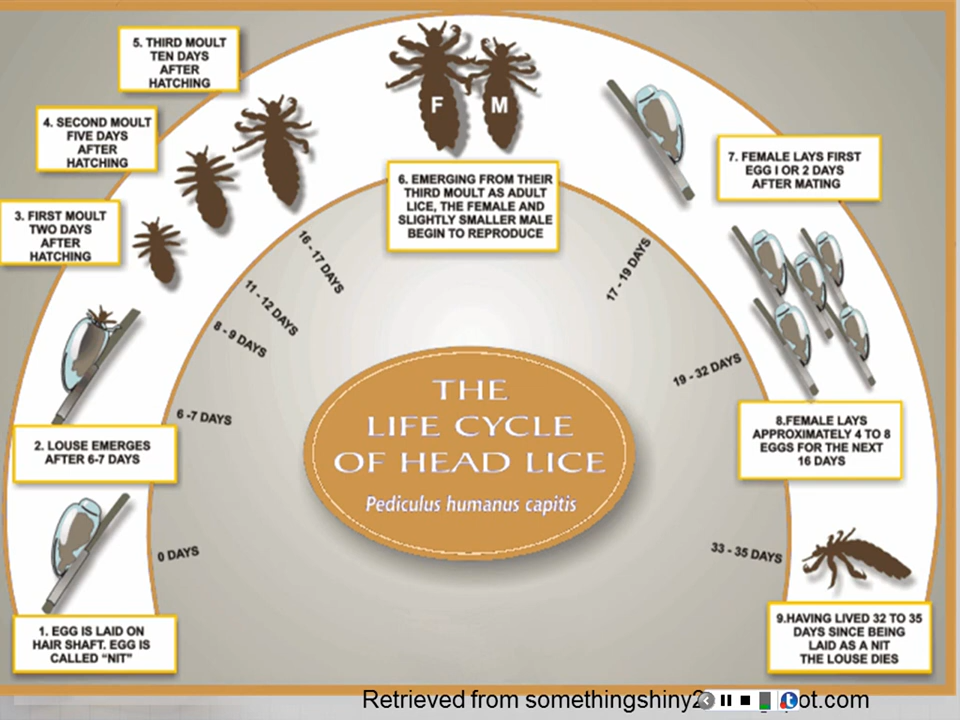 5. THIRD MOULT
TEN DAYS
AFTER
HATCHING
4. SECOND MOULT
FIVE DAYS
AFTER
HATCHING
3. FIRST MOULT
TWO DAYS
AFTER
HATCHING
2. LOUSE EMERGES
AFTER 6-7 DAYS
1. EGG IS LAID ON
HAIR SHAFT. EGG IS
CALLED “NIT”
F
M
6. EMERGING FROM THEIR
THIRD MOULT AS ADULT
LICE, THE FEMALE AND
SLIGHTLY SMALLER MALE
BEGIN TO REPRODUCE
7. FEMALE LAYS FIRST
EGG I OR 2 DAYS
AFTER MATING
8.FEMALE LAYS
APPROXIMATELY 4 TO 8
EGGS FOR THE NEXT
16 DAYS
9.HAVING LIVED 32 TO 35
DAYS SINCE BEING
LAID AS A NIT
THE LOUSE DIES
0 DAYS
6 -7 DAYS
8 - 9 DAYS
11 - 12 DAYS
16 - 17 DAYS
17 - 19 DAYS
19 - 32 DAYS
33 - 35 DAYS
THE
LIFE CYCLE
OF HEAD LICE
Pediculus humanus capitis
Retrieved from